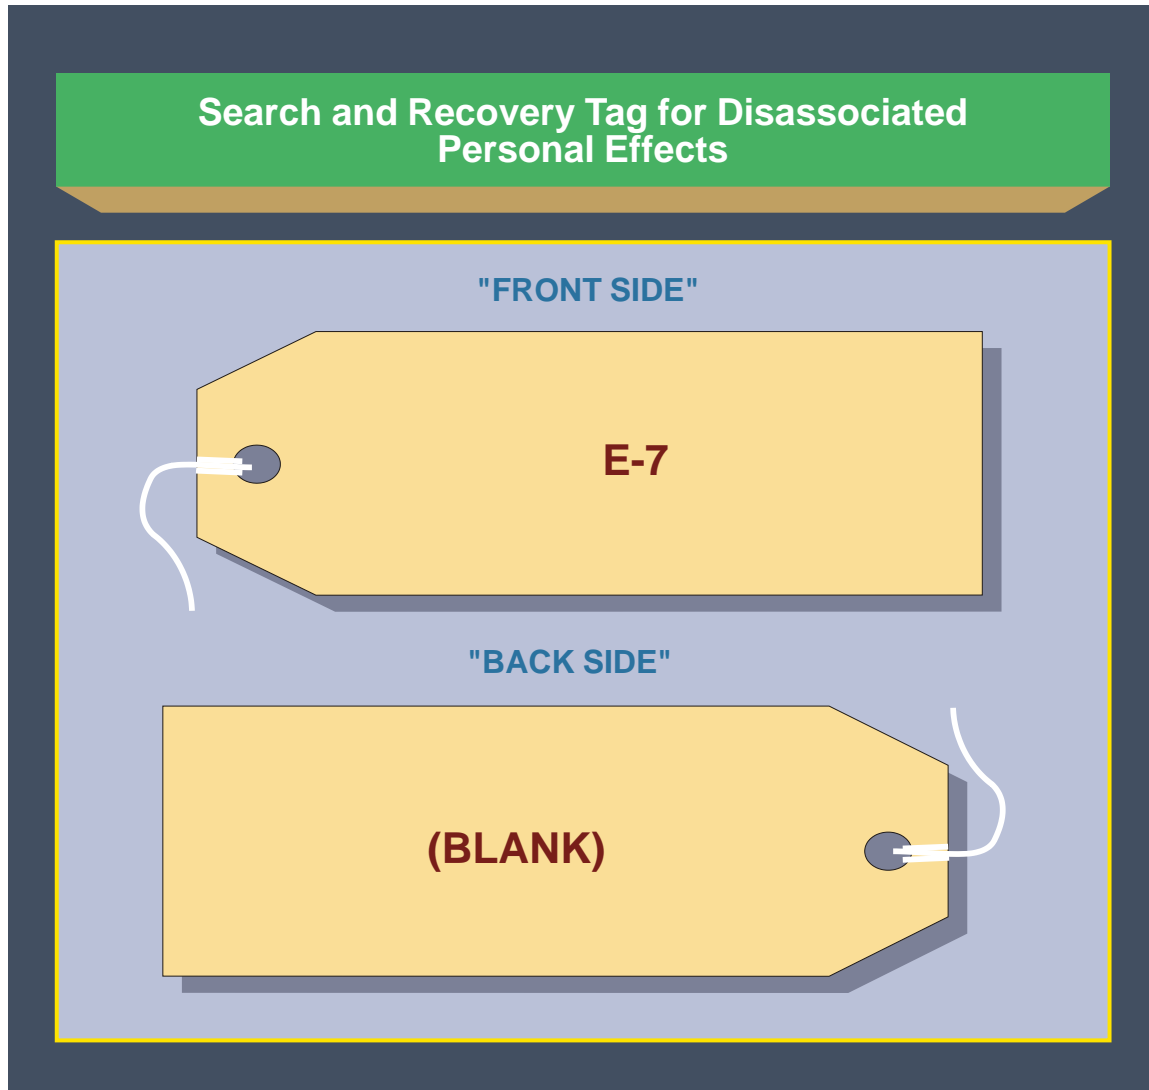 Search and Recovery Tag for Disassociated
Personal Effects
"FRONT SIDE"
E-7
"BACK SIDE"
(BLANK)